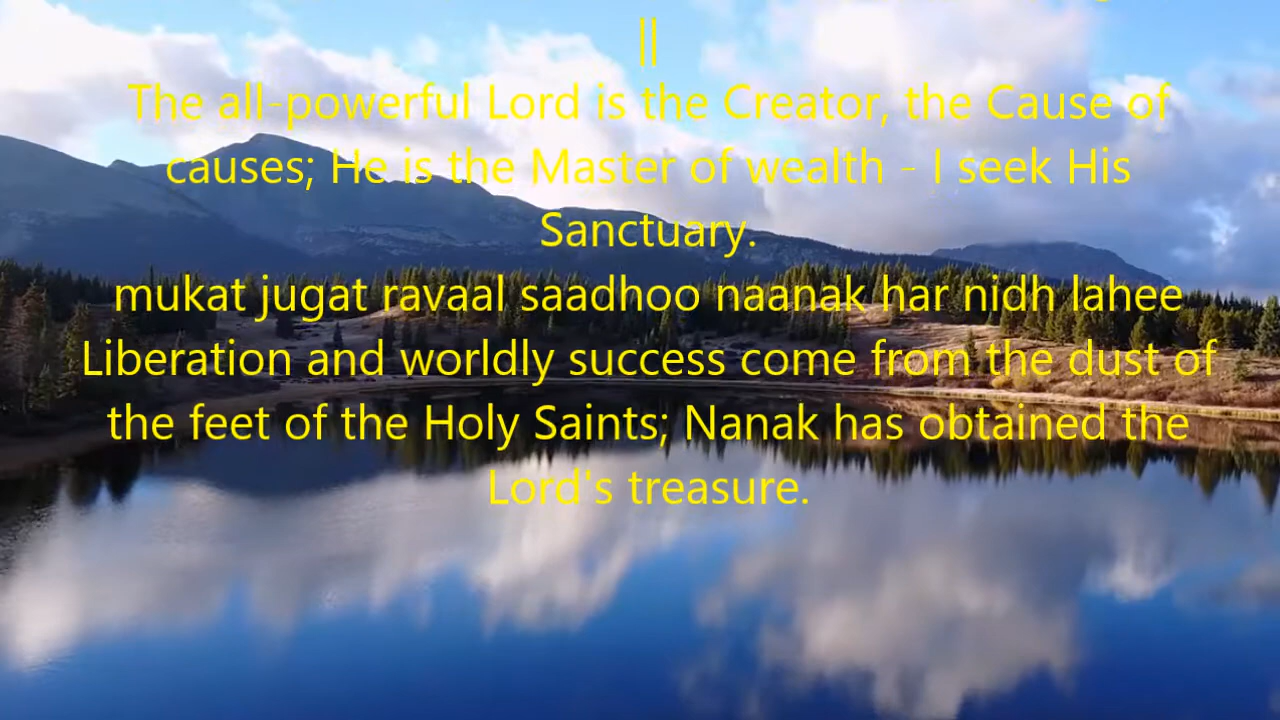 ||
The all-powerful Lord is the Creator, the Cause of
causes; He is the Master of wealth - I seek His
Sanctuary.
mukat jugat ravaal saadhoo naanak har nidh lahee
Liberation and worldly success come from the dust of
the feet of the Holy Saints; Nanak has obtained the
Lord's treasure.